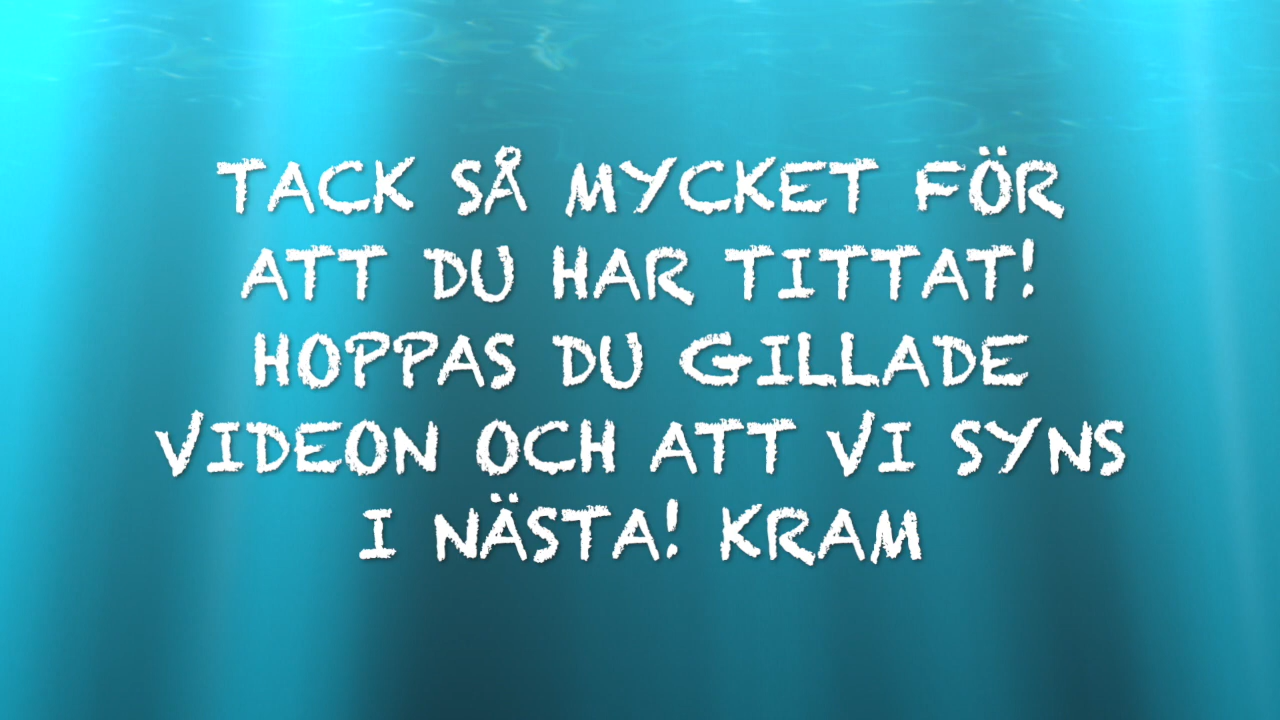 TACK SÅ MYCKET FÖR
ATT DU HAR TITTAT!
HOPPAS DU GILLADE
VIDEON OCH ATT VI SYNS
I NÄSTA! KRAM